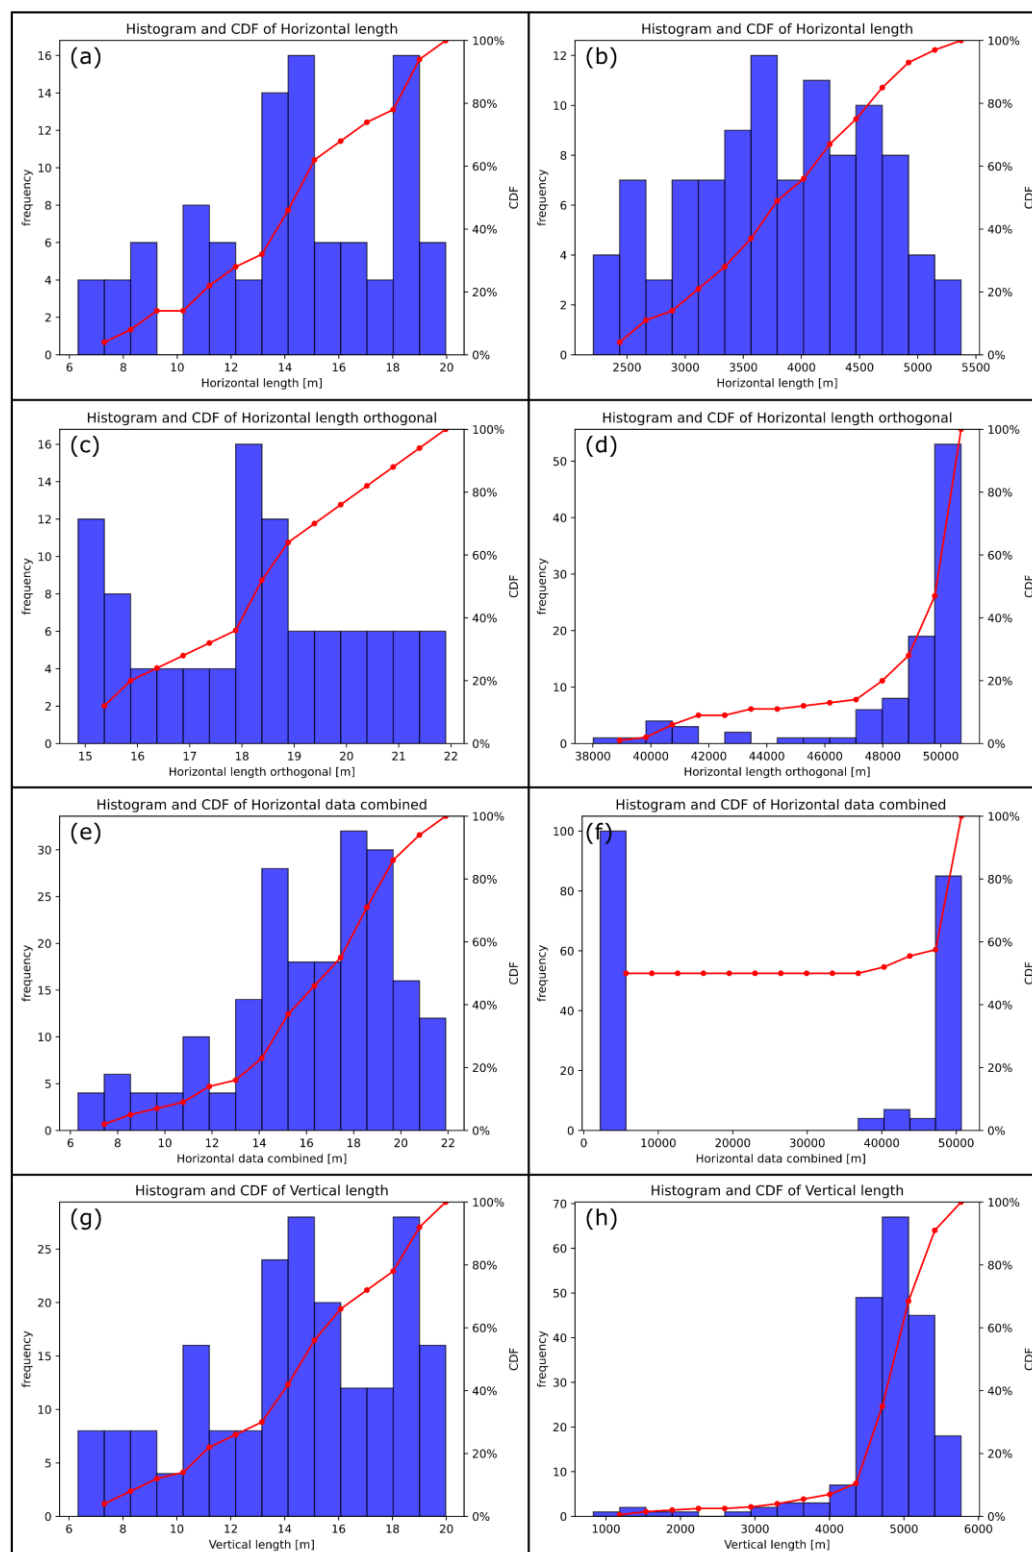 Histogram and CDF of Horizontal length
(a)
frequency
16
14
12
10
8
6
4
2
0
100%
80%
60%
40%
20%
0%
CDF
6 8 10 12 14 16 18 20
Horizontal length [m]
Histogram and CDF of Horizontal length
(b)
frequency
12
10
8
6
4
2
0
100%
80%
60%
40%
20%
0%
CDF
2500 3000 3500 4000 4500 5000 5500
Horizontal length [m]
Histogram and CDF of Horizontal length orthogonal
(c)
frequency
16
14
12
10
8
6
4
2
0
100%
80%
60%
40%
20%
0%
CDF
15 16 17 18 19 20 21 22
Horizontal length orthogonal [m]
Histogram and CDF of Horizontal length orthogonal
(d)
frequency
50
40
30
20
10
0
100%
80%
60%
40%
20%
0%
CDF
38000 40000 42000 44000 46000 48000 50000
Horizontal length orthogonal [m]
Histogram and CDF of Horizontal data combined
(e)
frequency
30
25
20
15
10
5
0
100%
80%
60%
40%
20%
0%
CDF
6 8 10 12 14 16 18 20 22
Horizontal data combined [m]
Histogram and CDF of Horizontal data combined
(f)
frequency
100
80
60
40
20
0
100%
80%
60%
40%
20%
0%
CDF
0 10000 20000 30000 40000 50000
Horizontal data combined [m]
Histogram and CDF of Vertical length
(g)
frequency
25
20
15
10
5
0
100%
80%
60%
40%
20%
0%
CDF
6 8 10 12 14 16 18 20
Vertical length [m]
Histogram and CDF of Vertical length
(h)
frequency
70
60
50
40
30
20
10
0
100%
80%
60%
40%
20%
0%
CDF
1000 2000 3000 4000 5000 6000
Vertical length [m]